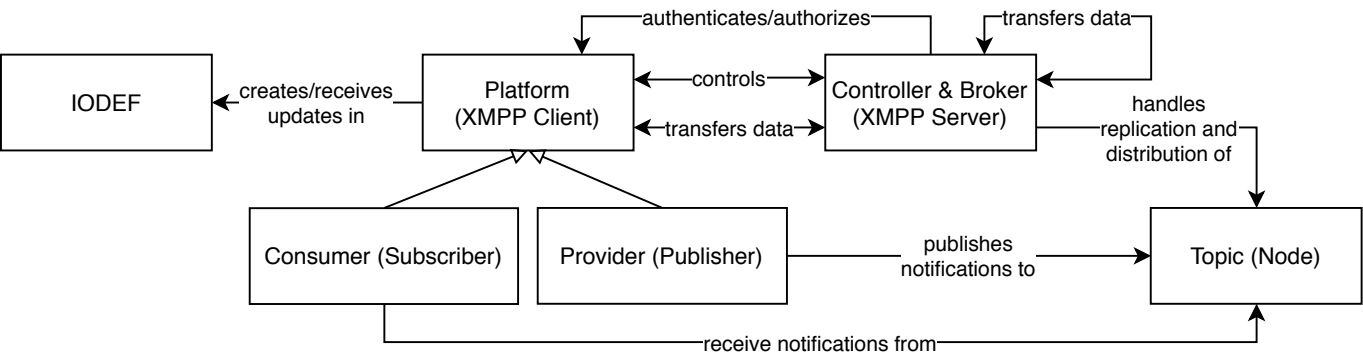 authenticates/authorizes
transfers data
IODEF
creates/receives
updates in
Platform
(XMPP Client)
controls
transfers data
Controller & Broker
(XMPP Server)
handles
replication and
distribution of
Consumer (Subscriber)
Provider (Publisher)
publishes
notifications to
Topic (Node)
receive notifications from